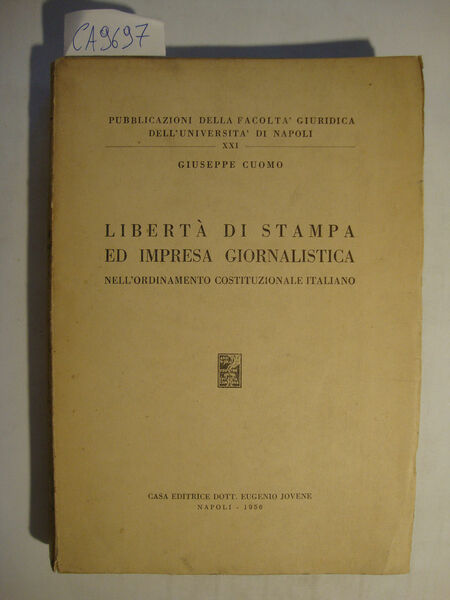 CA9697
PUBBLICAZIONI DELLA FACOLTA' GIURIDICA
DELL'UNIVERSITA' DI NAPOLI
XXI
GIUSEPPE CUOMO
LIBERTÀ DI STAMPA
ED IMPRESA GIORNALISTICA
NELL'ORDINAMENTO COSTITUZIONALE ITALIANO
CASA EDITRICE DOTT. EUGENIO JOVENE
NAPOLI - 1956